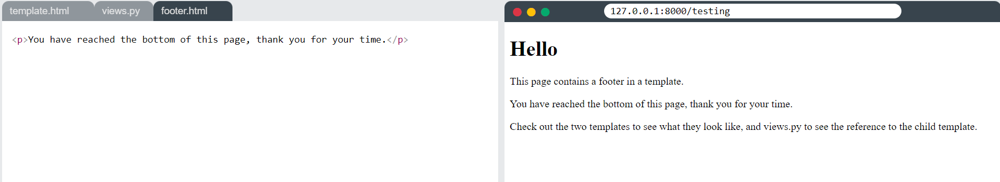 template.html views.py footer.html
<p>You have reached the bottom of this page, thank you for your time.</p>
127.0.0.1:8000/testing
Hello
This page contains a footer in a template.
You have reached the bottom of this page, thank you for your time.
Check out the two templates to see what they look like, and views.py to see the reference to the child template.